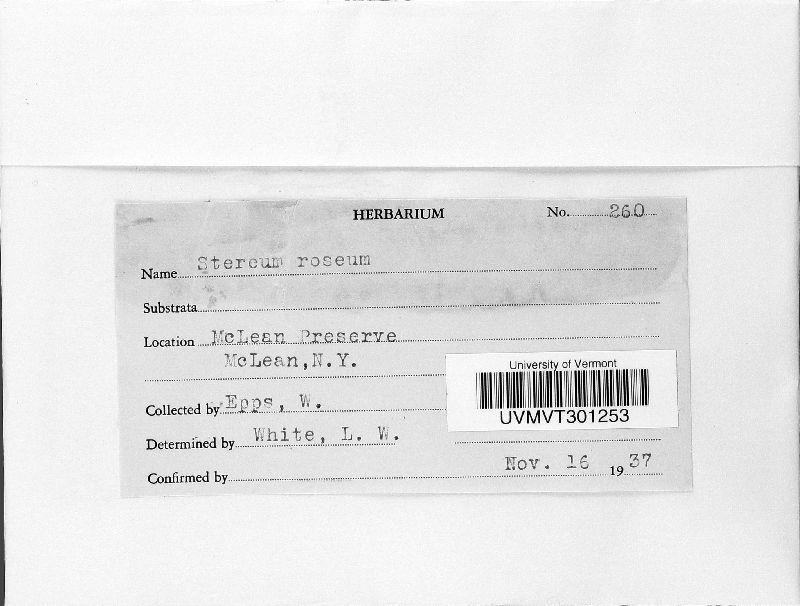 HERBARIUM No. 260
Name Stereum roseum
Substrata
Location McLean Preserve
McLean, N.Y.
University of Vermont
UVMVT301253
Collected by Epps, W.
Determined by White, L. W.
Nov. 16 1937
Confirmed by